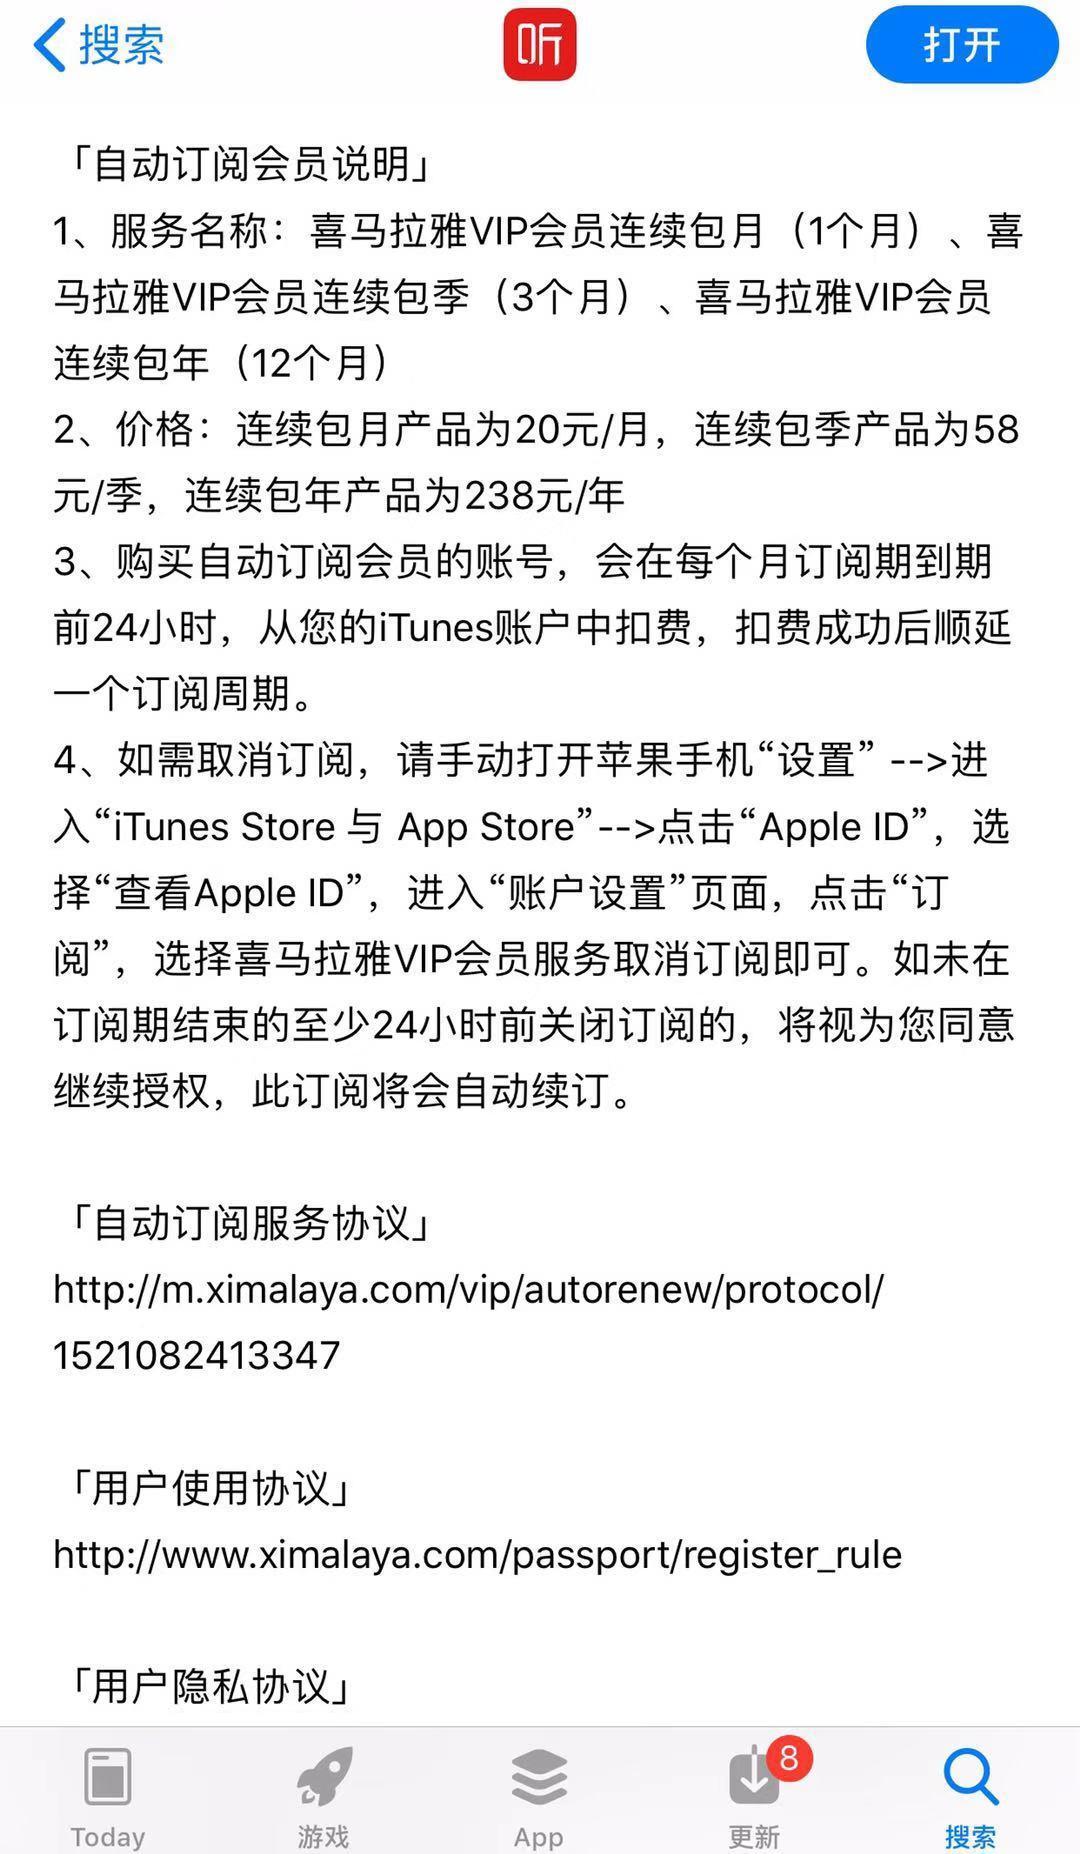 搜索
听
打开
「自动订阅会员说明」
1、服务名称：喜马拉雅VIP会员连续包月（1个月）、喜
马拉雅VIP会员连续包季（3个月）、喜马拉雅VIP会员
连续包年（12个月）
2、价格：连续包月产品为20元/月，连续包季产品为58
元/季，连续包年产品为238元/年
3、购买自动订阅会员的账号，会在每个月订阅期到期
前24小时，从您的iTunes账户中扣费，扣费成功后顺延
一个订阅周期。
4、如需取消订阅，请手动打开苹果手机“设置” -->进
入“iTunes Store 与 App Store”-->点击“Apple ID”，选
择“查看Apple ID”，进入“账户设置”页面，点击“订
阅”，选择喜马拉雅VIP会员服务取消订阅即可。如未在
订阅期结束的至少24小时前关闭订阅的，将视为您同意
继续授权，此订阅将会自动续订。
「自动订阅服务协议」
http://m.ximalaya.com/vip/autorenew/protocol/
1521082413347
「用户使用协议」
http://www.ximalaya.com/passport/register_rule
「用户隐私协议」
8
Today
游戏
App
更新
搜索